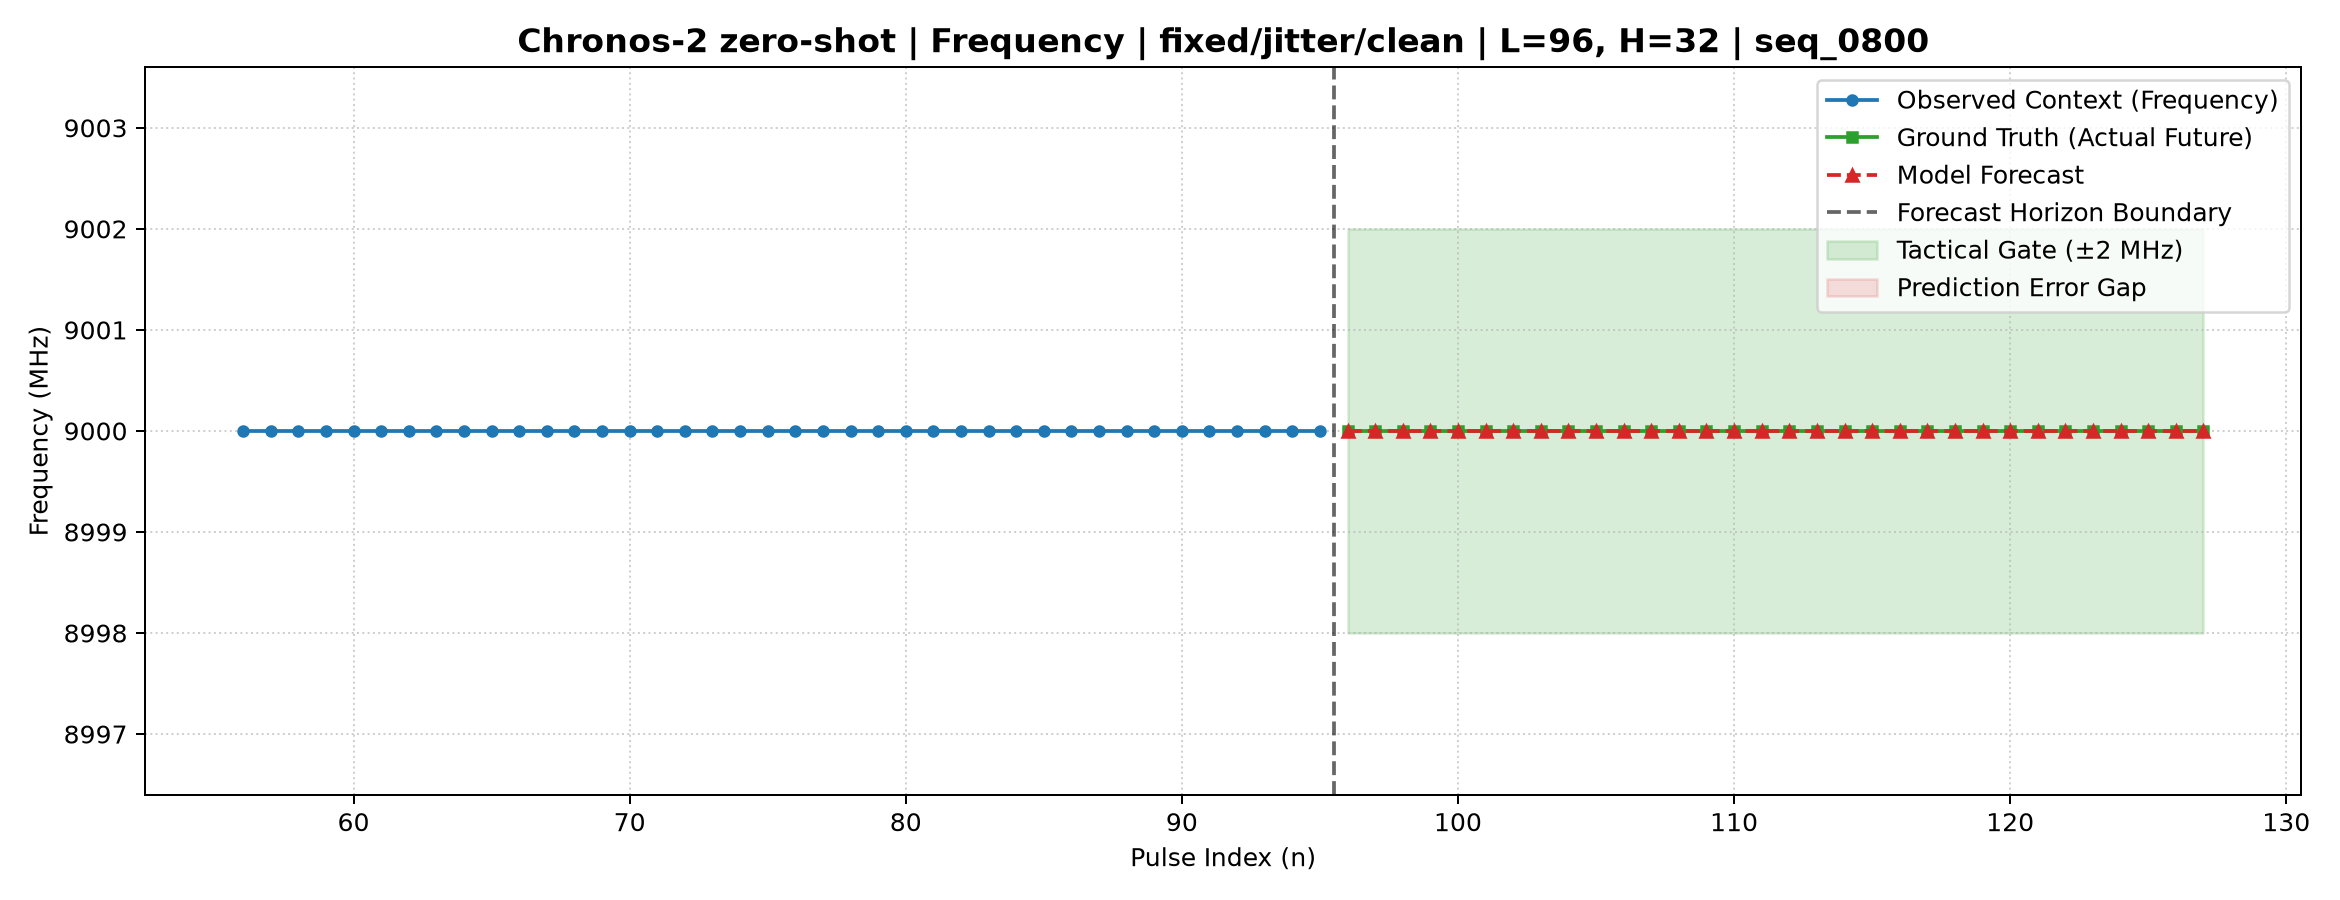 Chronos-2 zero-shot | Frequency | fixed/jitter/clean | L=96, H=32 | seq_0800
Observed Context (Frequency)
Ground Truth (Actual Future)
Model Forecast
Forecast Horizon Boundary
Tactical Gate (±2 MHz)
Prediction Error Gap
Frequency (MHz)
9003
9002
9001
9000
8999
8998
8997
60 70 80 90 100 110 120 130
Pulse Index (n)